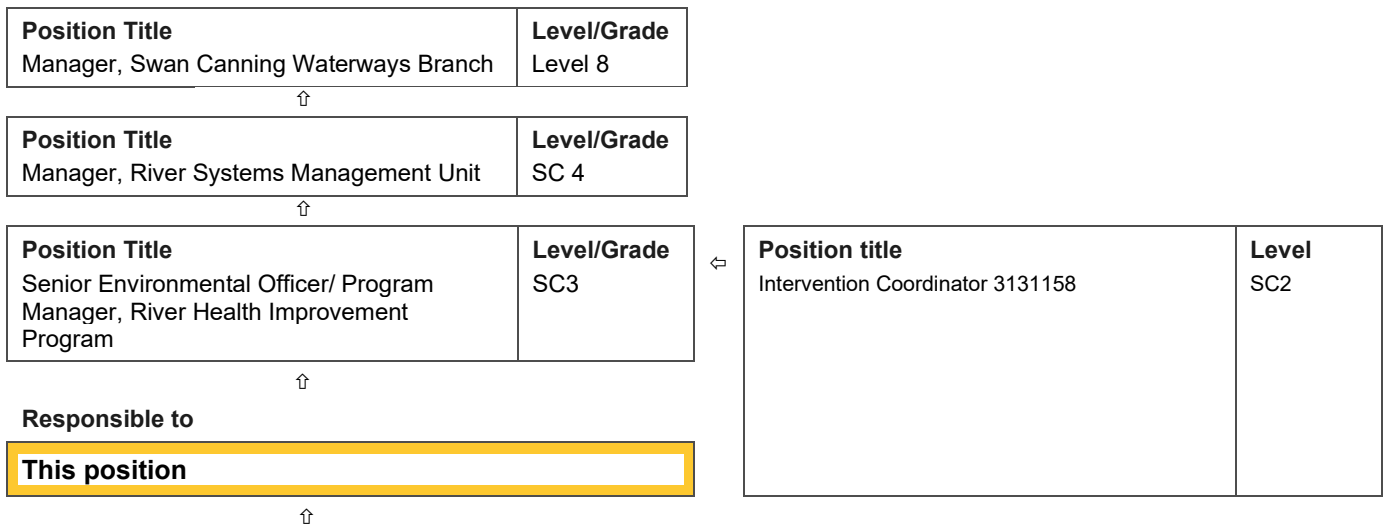 Position Title Level/Grade
Manager, Swan Canning Waterways Branch Level 8
⇧
Position Title Level/Grade
Manager, River Systems Management Unit SC 4
⇧
Position Title Level/Grade
Senior Environmental Officer/ Program SC3
Manager, River Health Improvement
Program
⇦
Position title Level
Intervention Coordinator 3131158 SC2
⇧
Responsible to
This position
⇧